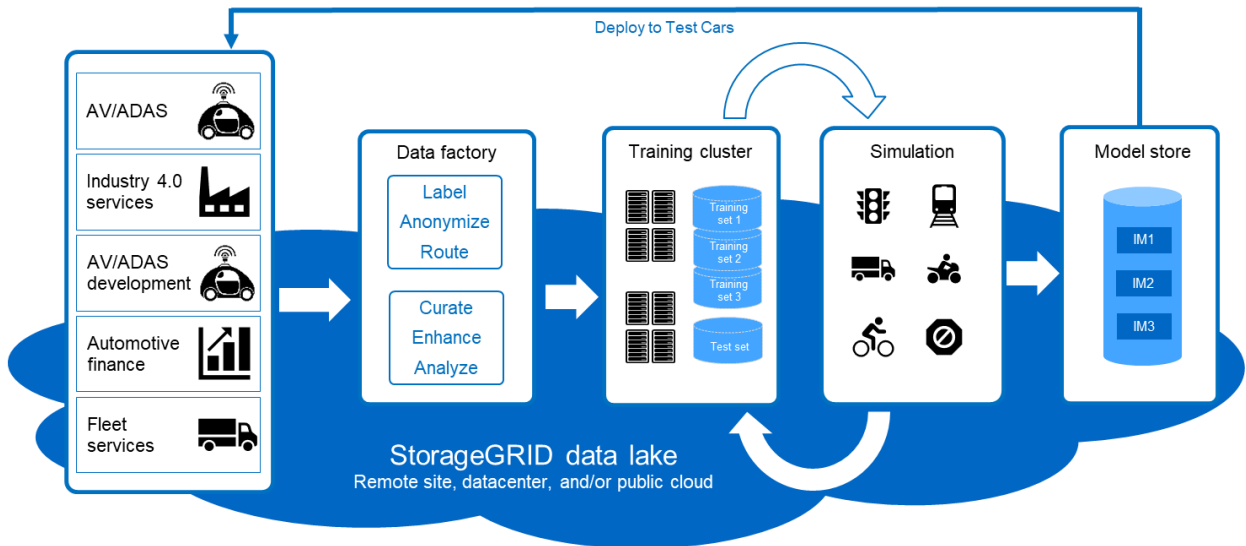 Deploy to Test Cars
AV/ADAS
Industry 4.0
services
AV/ADAS
development
Automotive
finance
Fleet
services
Data factory
Label
Anonymize
Route
Curate
Enhance
Analyze
Training cluster
Training
set 1
Training
set 2
Training
set 3
Test set
Simulation
Model store
IM1
IM2
IM3
StorageGRID data lake
Remote site, datacenter, and/or public cloud